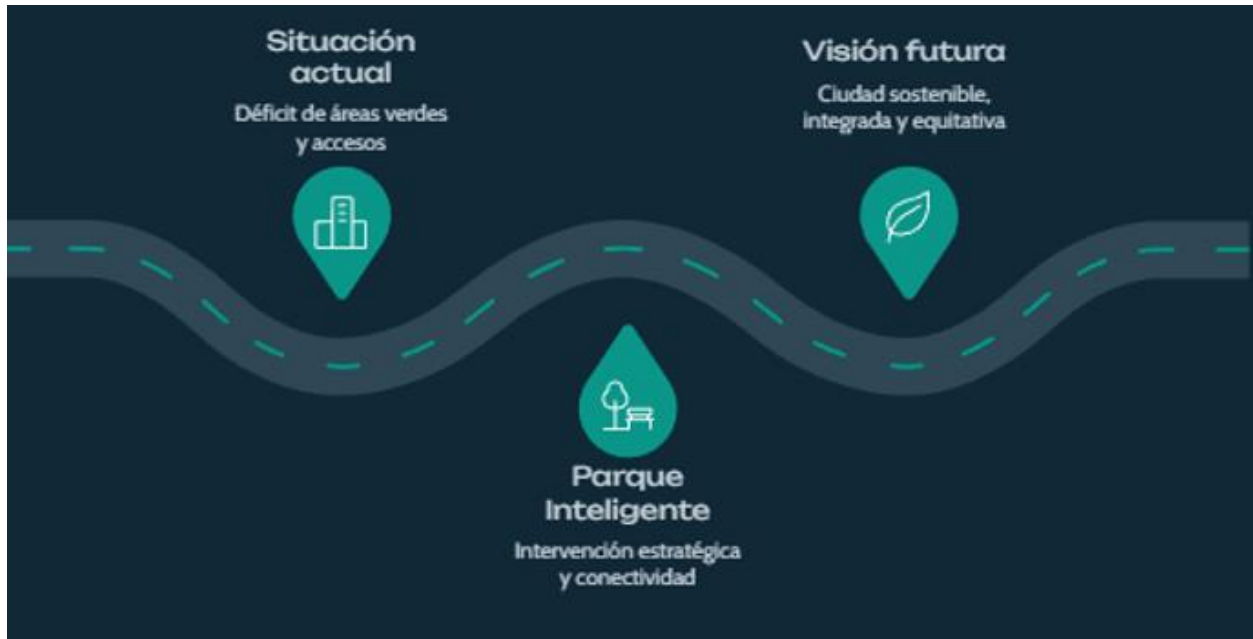 Situación
actual
Déficit de áreas verdes
y accesos
Parque
Inteligente
Intervención estratégica
y conectividad
Visión futura
Ciudad sostenible,
integrada y equitativa